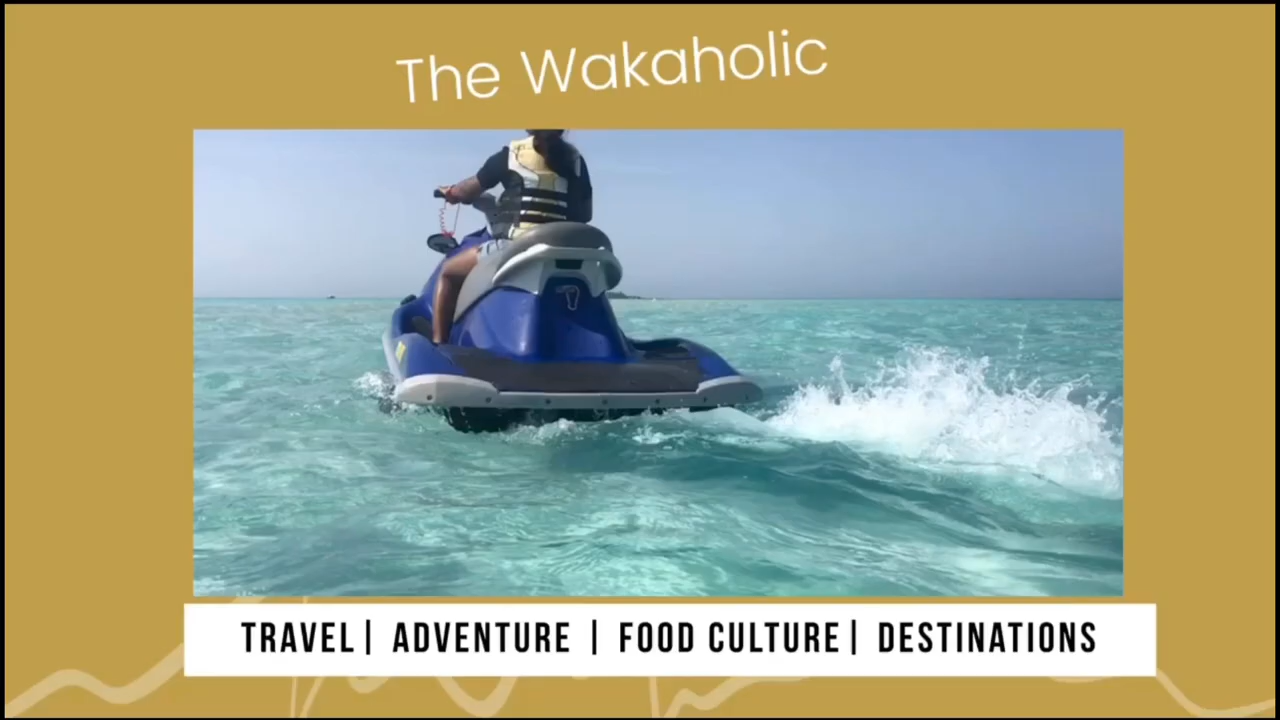 The Wakaholic
TRAVEL| ADVENTURE | FOOD CULTURE| DESTINATIONS